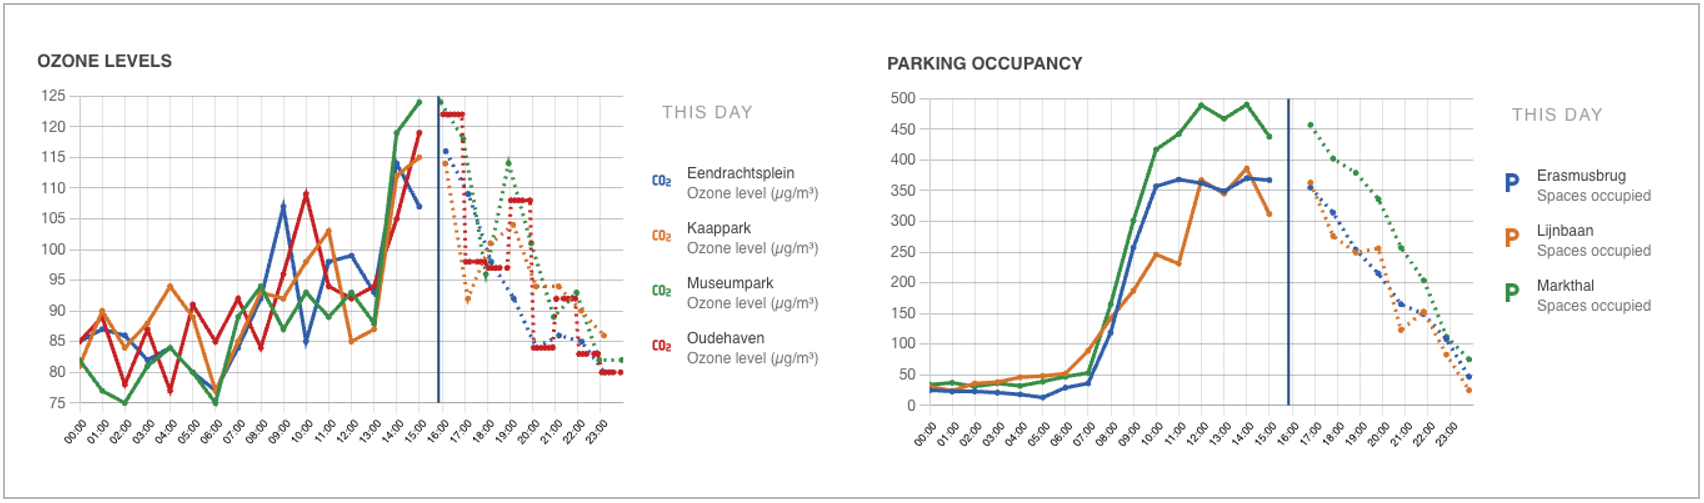 OZONE LEVELS
125
120
115
110
105
100
95
90
85
80
75
00:00 01:00 02:00 03:00 04:00 05:00 06:00 07:00 08:00 09:00 10:00 11:00 12:00 13:00 14:00 15:00 16:00 17:00 18:00 19:00 20:00 21:00 22:00 23:00
THIS DAY
CO2 Eendrachtsplein
Ozone level (µg/m³)
CO2 Kaappark
Ozone level (µg/m³)
CO2 Museumpark
Ozone level (µg/m³)
CO2 Oudehaven
Ozone level (µg/m³)
PARKING OCCUPANCY
500
450
400
350
300
250
200
150
100
50
0
00:00 01:00 02:00 03:00 04:00 05:00 06:00 07:00 08:00 09:00 10:00 11:00 12:00 13:00 14:00 15:00 16:00 17:00 18:00 19:00 20:00 21:00 22:00 23:00
THIS DAY
P Erasmusbrug
Spaces occupied
P Lijnbaan
Spaces occupied
P Markthal
Spaces occupied